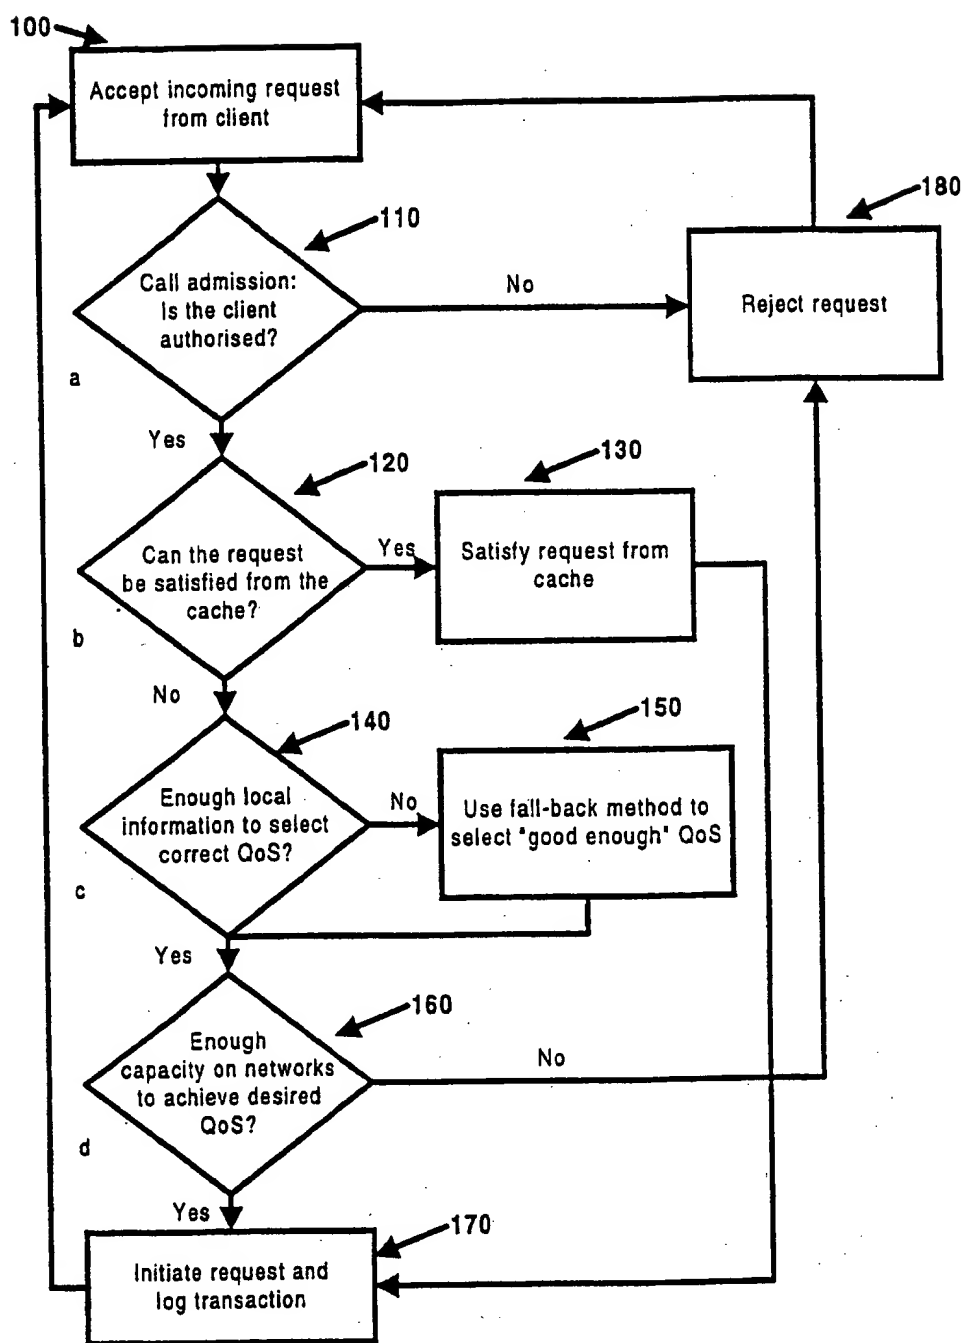 100
Accept incoming request
from client
110
180
Call admission:
Is the client
authorised?
No
Reject request
a
Yes
120
130
Can the request
be satisfied from the
cache?
Yes
Satisfy request from
cache
b
No
140
150
Enough local
information to select
correct QoS?
No
Use fall-back method to
select "good enough" QoS
c
Yes
160
Enough
capacity on networks
to achieve desired
QoS?
No
d
Yes
170
Initiate request and
log transaction